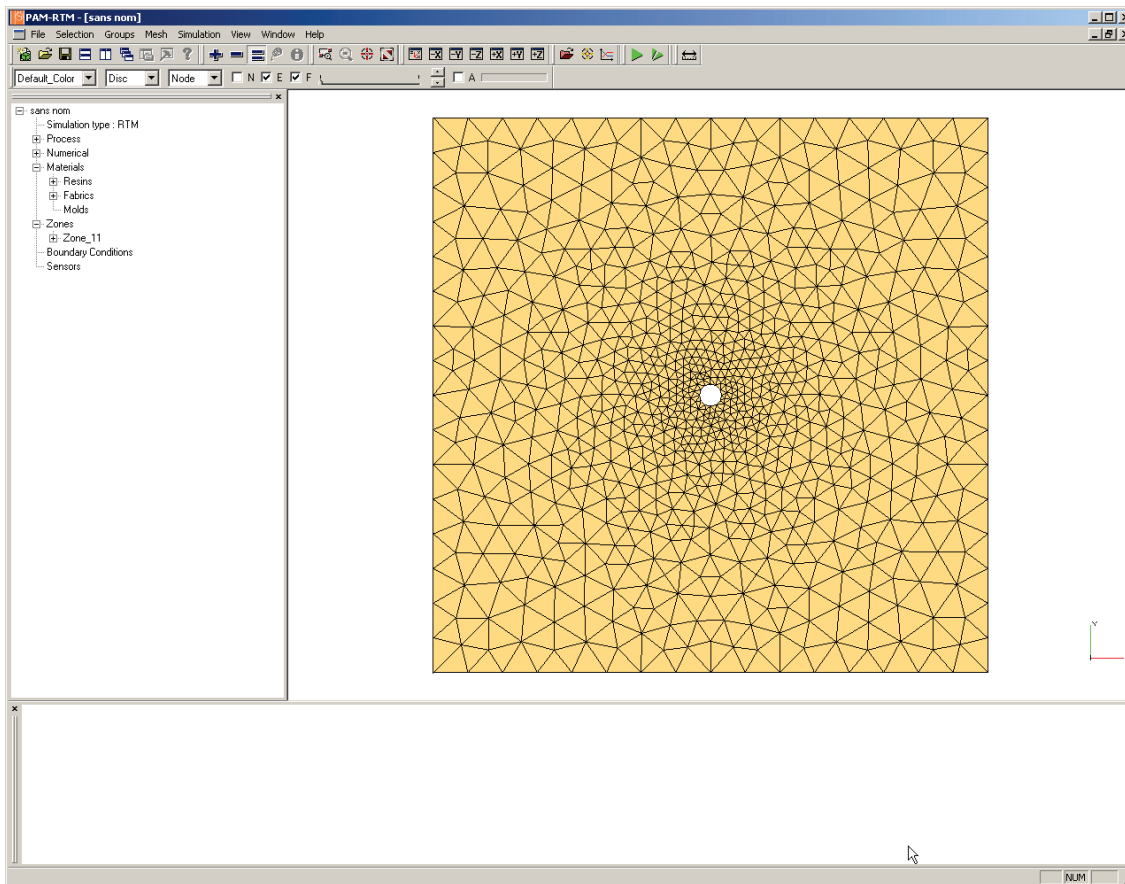 PAM-RTM - [sans nom]
File Selection Groups Mesh Simulation View Window Help
Default_Color Disc Node N E F A
sans nom
Simulation type : RTM
Process
Numerical
Materials
Resins
Fabrics
Molds
Zones
Zone_11
Boundary Conditions
Sensors
Y
NUM